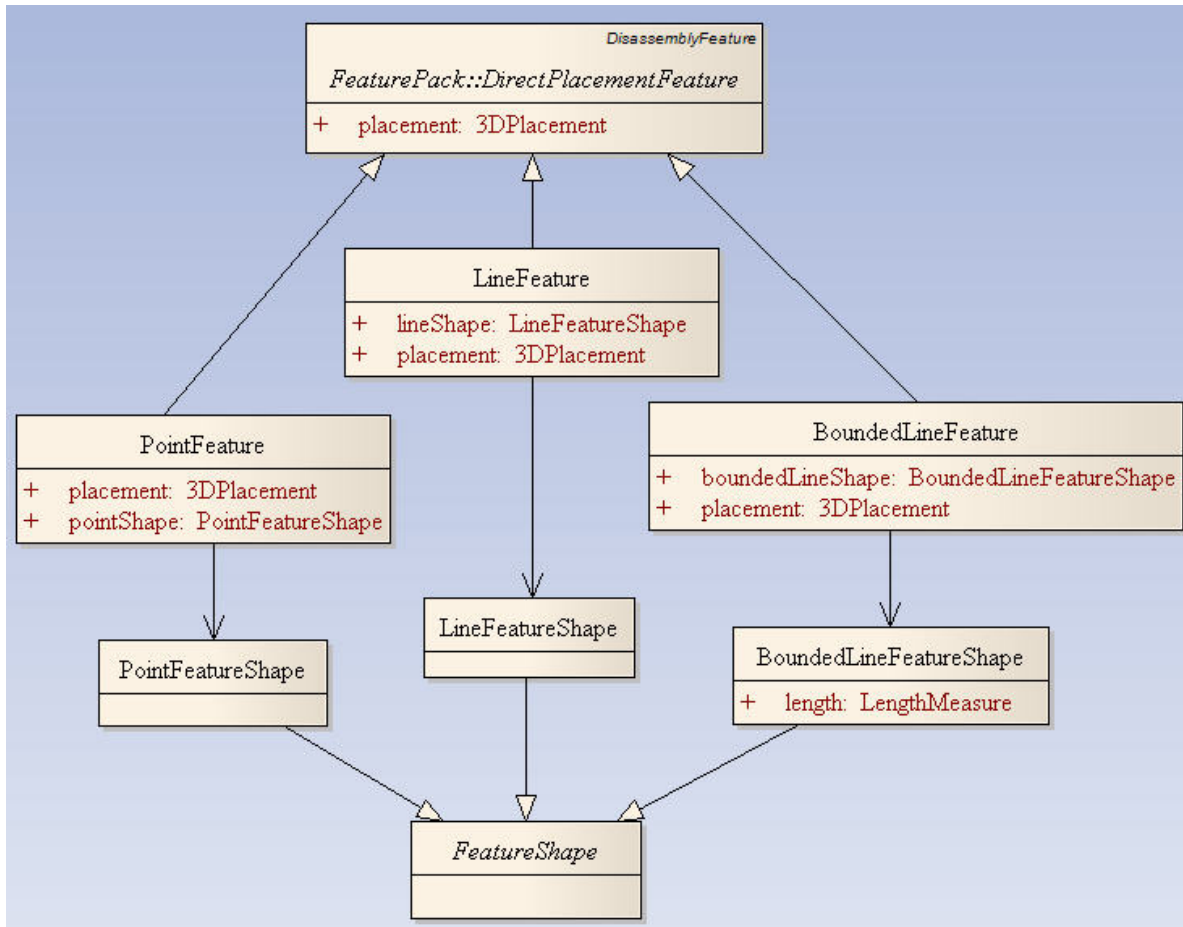 DisassemblyFeature
FeaturePack::DirectPlacementFeature
+ placement: 3DPlacement
LineFeature
+ lineShape: LineFeatureShape
+ placement: 3DPlacement
PointFeature
+ placement: 3DPlacement
+ pointShape: PointFeatureShape
BoundedLineFeature
+ boundedLineShape: BoundedLineFeatureShape
+ placement: 3DPlacement
PointFeatureShape
LineFeatureShape
BoundedLineFeatureShape
+ length: LengthMeasure
FeatureShape